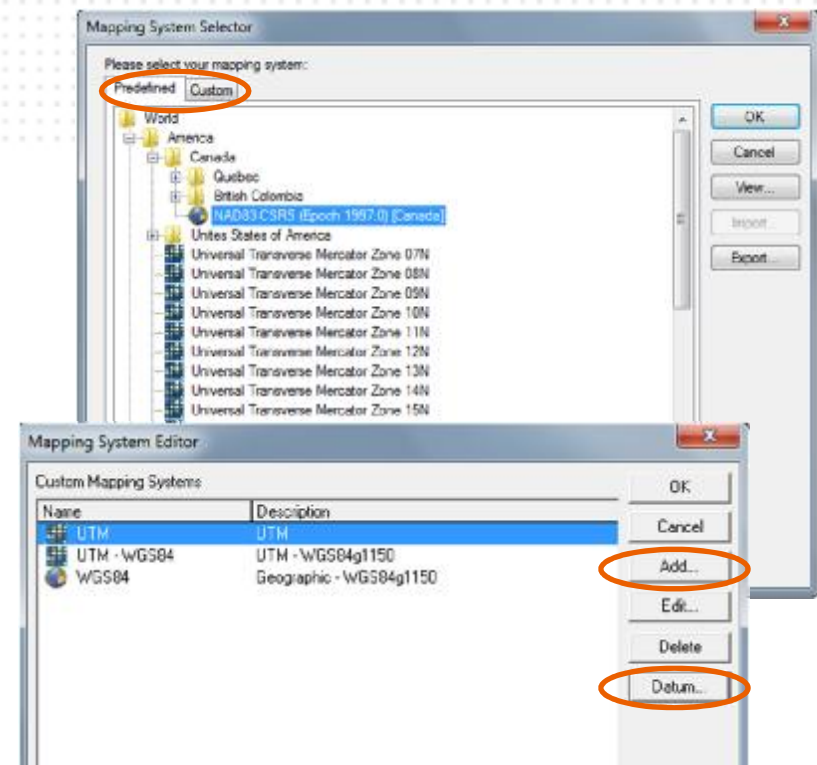 Mapping System Selector
Please select your mapping system:
Predefined Custom
World
America
Canada
Quebec
British Colombia
NAD83-CSRS (Epoch 1997.0) [Canada]
Unites States of America
Universal Transverse Mercator Zone 07N
Universal Transverse Mercator Zone 08N
Universal Transverse Mercator Zone 09N
Universal Transverse Mercator Zone 10N
Universal Transverse Mercator Zone 11N
Universal Transverse Mercator Zone 12N
Universal Transverse Mercator Zone 13N
Universal Transverse Mercator Zone 14N
Universal Transverse Mercator Zone 15N
OK
Cancel
View...
Import...
Export...
Mapping System Editor
Custom Mapping Systems
Name Description
UTM UTM
UTM - WGS84 UTM - WGS84g1150
WGS84 Geographic - WGS84g1150
OK
Cancel
Add...
Edit...
Delete
Datum...